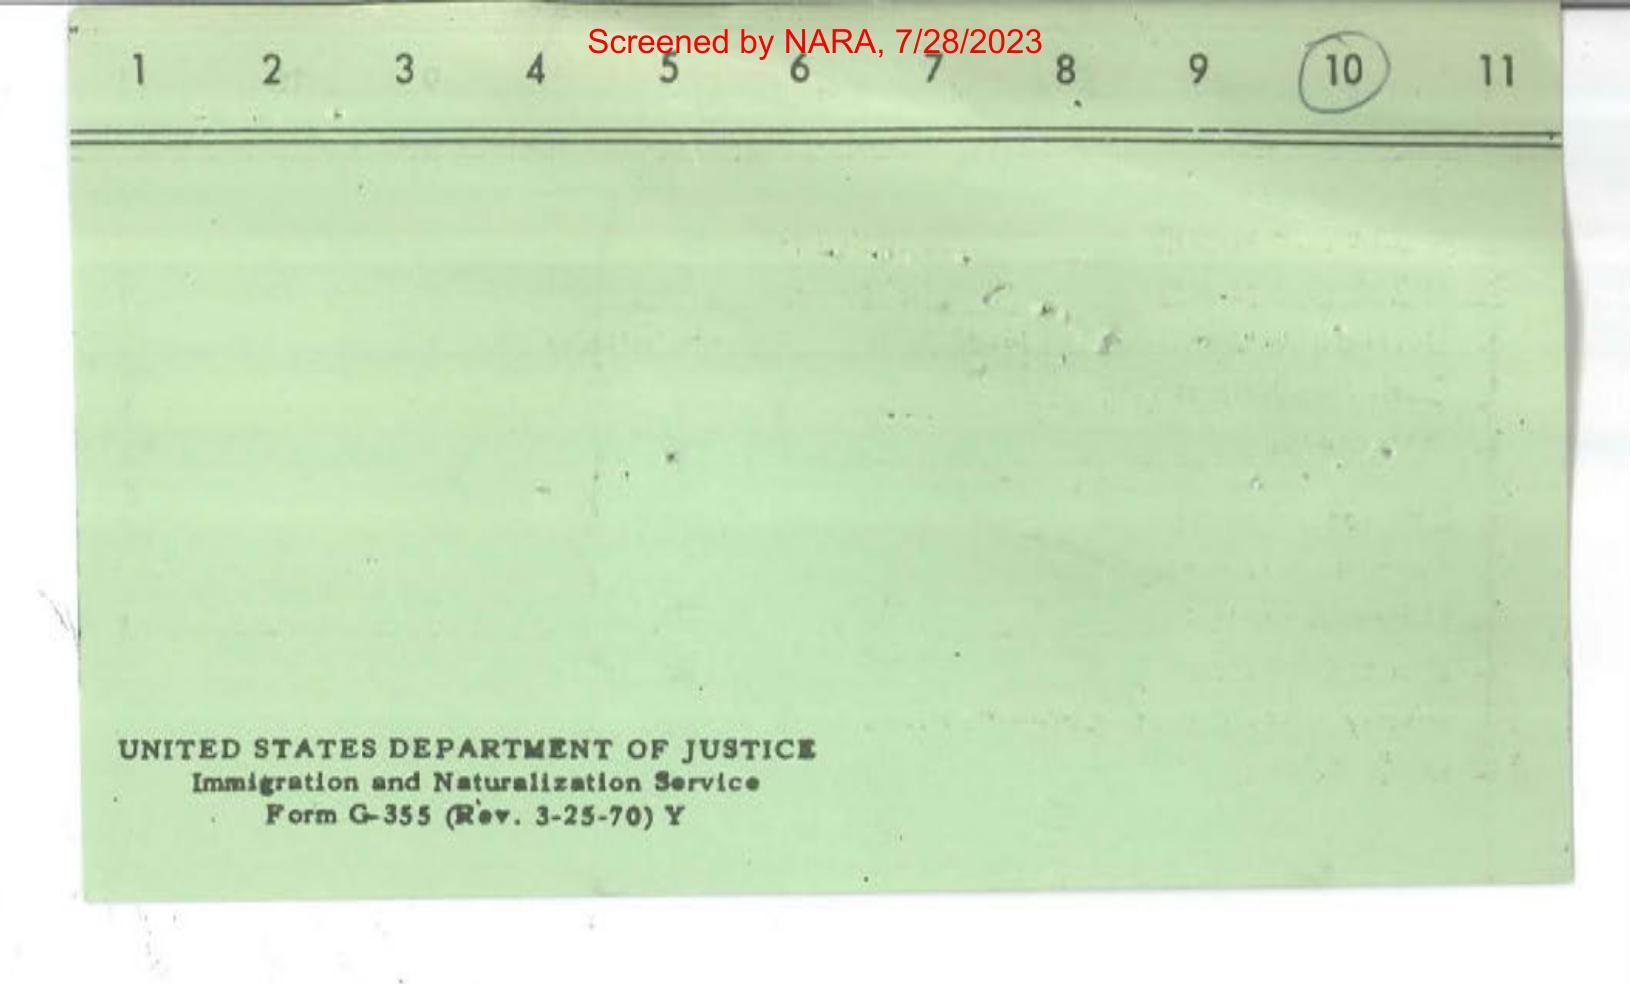 Screened by NARA, 7/28/2023
1 2 3 4 5 6 7 8 9 10 11
UNITED STATES DEPARTMENT OF JUSTICE
Immigration and Naturalization Service
Form G-355 (Rev. 3-25-70) Y